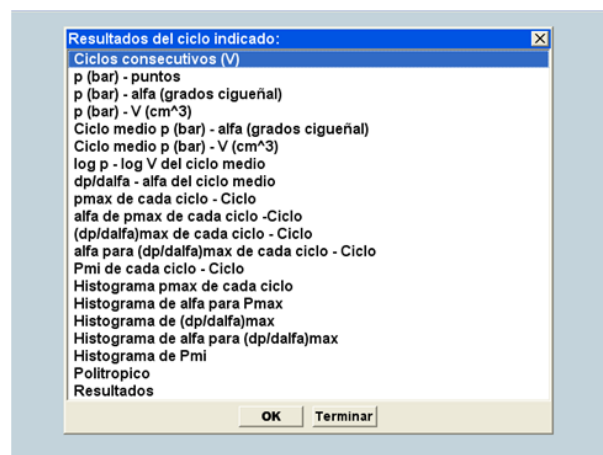 Resultados del ciclo indicado:
Ciclos consecutivos (V)
p (bar) - puntos
p (bar) - alfa (grados cigueñal)
p (bar) - V (cm^3)
Ciclo medio p (bar) - alfa (grados cigueñal)
Ciclo medio p (bar) - V (cm^3)
log p - log V del ciclo medio
dp/dalfa - alfa del ciclo medio
pmax de cada ciclo - Ciclo
alfa de pmax de cada ciclo -Ciclo
(dp/dalfa)max de cada ciclo - Ciclo
alfa para (dp/dalfa)max de cada ciclo - Ciclo
Pmi de cada ciclo - Ciclo
Histograma pmax de cada ciclo
Histograma de alfa para Pmax
Histograma de (dp/dalfa)max
Histograma de alfa para (dp/dalfa)max
Histograma de Pmi
Politropico
Resultados
OK Terminar